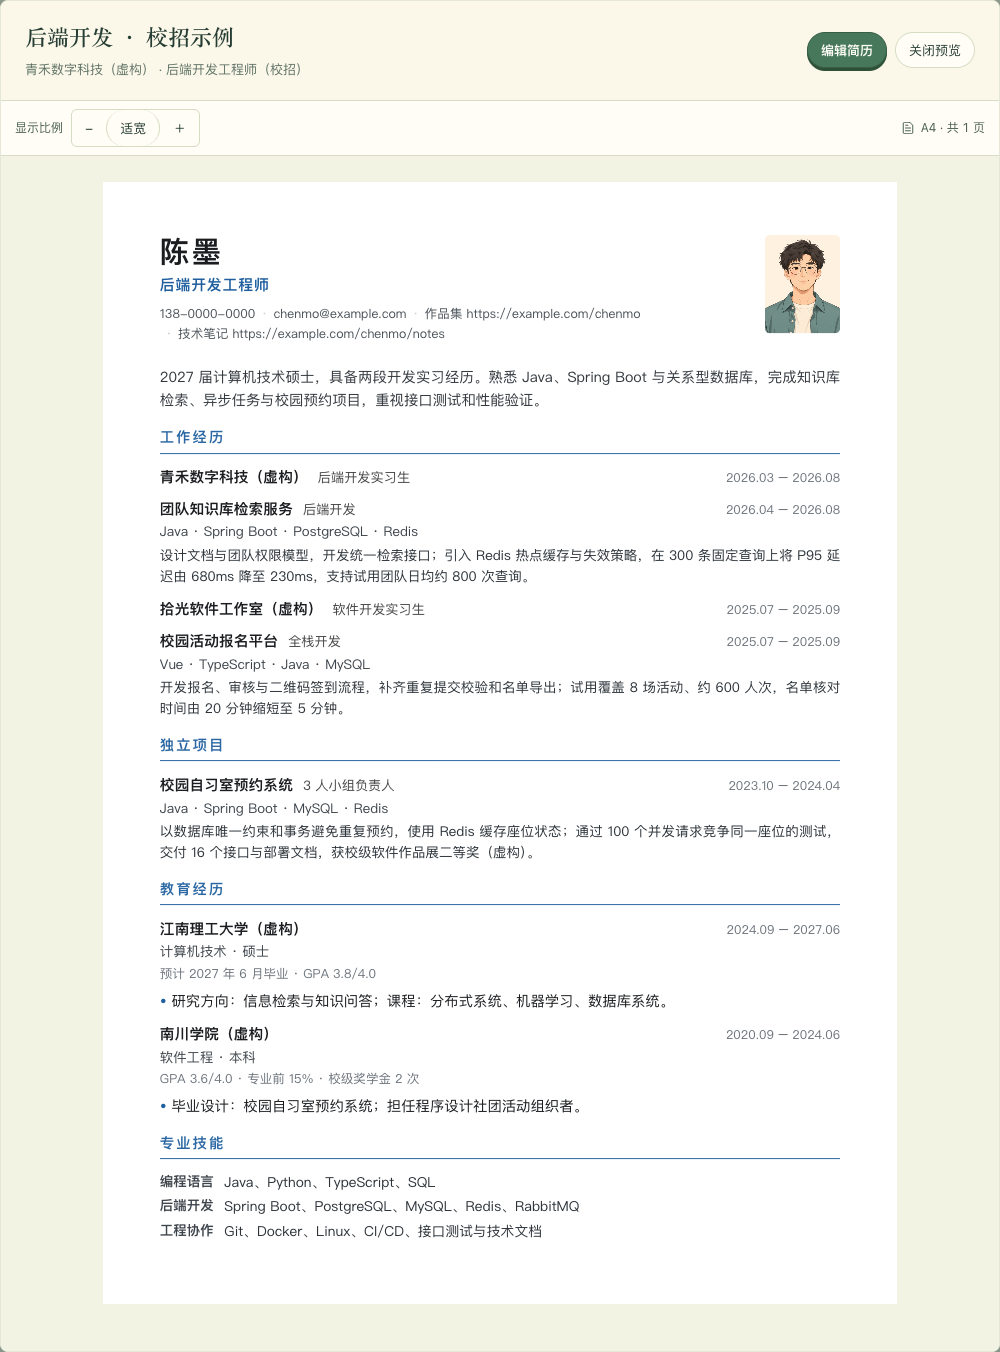 后端开发 · 校招示例
青禾数字科技（虚构） · 后端开发工程师（校招）
编辑简历
关闭预览
显示比例
−
适宽
+
A4 · 共 1 页
陈墨
后端开发工程师
138-0000-0000 · chenmo@example.com · 作品集 https://example.com/chenmo
· 技术笔记 https://example.com/chenmo/notes
2027 届计算机技术硕士，具备两段开发实习经历。熟悉 Java、Spring Boot 与关系型数据库，完成知识库
检索、异步任务与校园预约项目，重视接口测试和性能验证。
工作经历
青禾数字科技（虚构） 后端开发实习生 2026.03 — 2026.08
团队知识库检索服务 后端开发 2026.04 — 2026.08
Java · Spring Boot · PostgreSQL · Redis
设计文档与团队权限模型，开发统一检索接口；引入 Redis 热点缓存与失效策略，在 300 条固定查询上将 P95 延
迟由 680ms 降至 230ms，支持试用团队日均约 800 次查询。
拾光软件工作室（虚构） 软件开发实习生 2025.07 — 2025.09
校园活动报名平台 全栈开发 2025.07 — 2025.09
Vue · TypeScript · Java · MySQL
开发报名、审核与二维码签到流程，补齐重复提交校验和名单导出；试用覆盖 8 场活动、约 600 人次，名单核对
时间由 20 分钟缩短至 5 分钟。
独立项目
校园自习室预约系统 3 人小组负责人 2023.10 — 2024.04
Java · Spring Boot · MySQL · Redis
以数据库唯一约束和事务避免重复预约，使用 Redis 缓存座位状态；通过 100 个并发请求竞争同一座位的测试，
交付 16 个接口与部署文档，获校级软件作品展二等奖（虚构）。
教育经历
江南理工大学（虚构） 2024.09 — 2027.06
计算机技术 · 硕士
预计 2027 年 6 月毕业 · GPA 3.8/4.0
• 研究方向：信息检索与知识问答；课程：分布式系统、机器学习、数据库系统。
南川学院（虚构） 2020.09 — 2024.06
软件工程 · 本科
GPA 3.6/4.0 · 专业前 15% · 校级奖学金 2 次
• 毕业设计：校园自习室预约系统；担任程序设计社团活动组织者。
专业技能
编程语言 Java、Python、TypeScript、SQL
后端开发 Spring Boot、PostgreSQL、MySQL、Redis、RabbitMQ
工程协作 Git、Docker、Linux、CI/CD、接口测试与技术文档